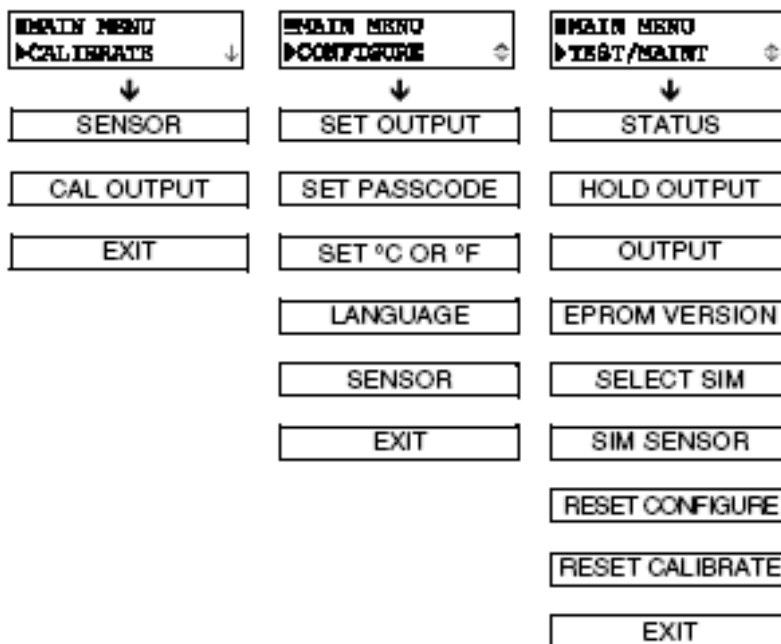 MAIN MENU
▶CALIBRATE ↓
SENSOR
CAL OUTPUT
EXIT
MAIN MENU
▶CONFIGURE
SET OUTPUT
SET PASSCODE
SET ºC OR ºF
LANGUAGE
SENSOR
EXIT
MAIN MENU
▶TEST/MAINT
STATUS
HOLD OUTPUT
OUTPUT
EPROM VERSION
SELECT SIM
SIM SENSOR
RESET CONFIGURE
RESET CALIBRATE
EXIT